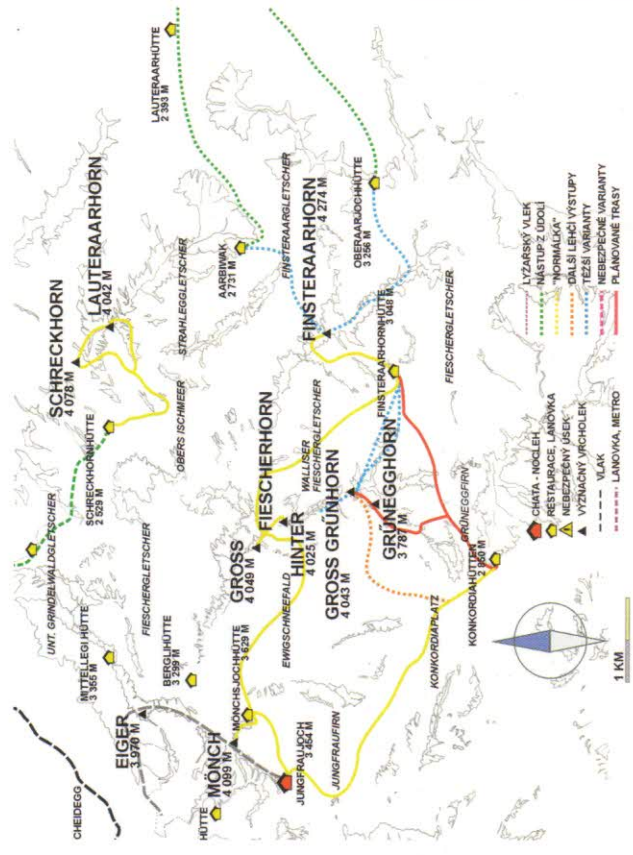 CHEIDEGG
EIGER
3 970 M
MITTELLEGI HÜTTE
3 355 M
UNT. GRINDELWALDGLETSCHER
SCHRECKHORNHÜTTE
2 529 M
SCHRECKHORN
4 078 M
LAUTERAARHORN
4 042 M
LAUTERAARHÜTTE
2 393 M
OBERS ISCHMEER
STRAHLEGGGLETSCHER
FIESCHERGLETSCHER
BERGLIHÜTTE
3 299 M
HÜTTE
MÖNCH
4 099 M
MÖNCHSJOCHHÜTTE
3 629 M
GROSS
4 049 M
FIESCHERHORN
HINTER
4 025 M
AARBIWAK
2 731 M
FINSTERAARGLETSCHER
EWIGSCHNEEFALD
WALLISER
FIESCHERGLETSCHER
FINSTERAARHORN
4 274 M
JUNGFRAUJOCH
3 454 M
JUNGFRAUFIRN
GROSS GRÜNHORN
4 043 M
GRÜNEGGHORN
3 787 M
FINSTERAARHORNHÜTTE
3 048 M
OBERAARJOCHHÜTTE
3 256 M
KONKORDIAPLATZ
KONKORDIAHÜTTEN
2 850 M
GRÜNEGGFIRN
FIESCHERGLETSCHER
CHATA - NOCLEH
RESTAURACE, LANOVKA
NEBEZPEČNÝ ÚSEK
VÝZNAČNÝ VRCHOLEK
VLAK
LANOVKA, METRO
LYŽAŘSKÝ VLEK
NÁSTUP Z ÚDOLÍ
"NORMÁLKA"
DALŠÍ LEHČÍ VÝSTUPY
TĚŽŠÍ VARIANTY
NEBEZPEČNÉ VARIANTY
PLÁNOVANÉ TRASY
1 KM